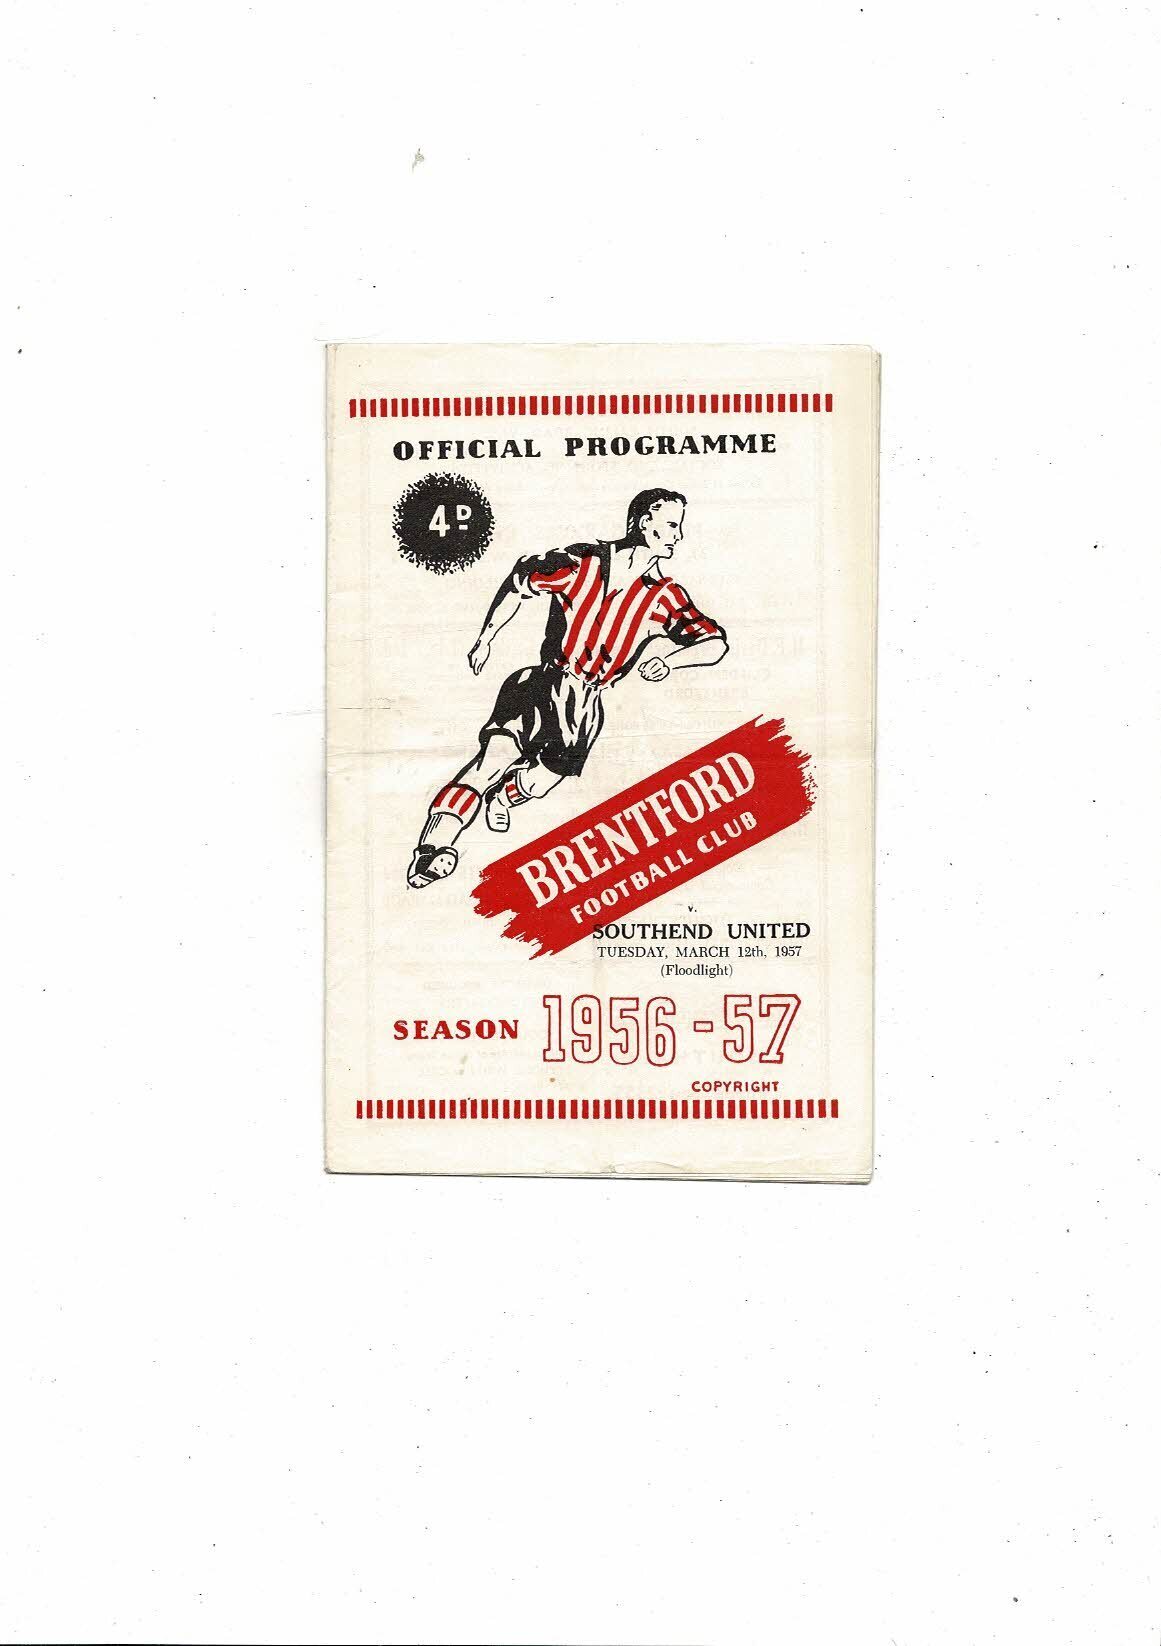 OFFICIAL PROGRAMME
4D
BRENTFORD
FOOTBALL CLUB
v.
SOUTHEND UNITED
TUESDAY, MARCH 12th, 1957
(Floodlight)
SEASON 1956-57
COPYRIGHT